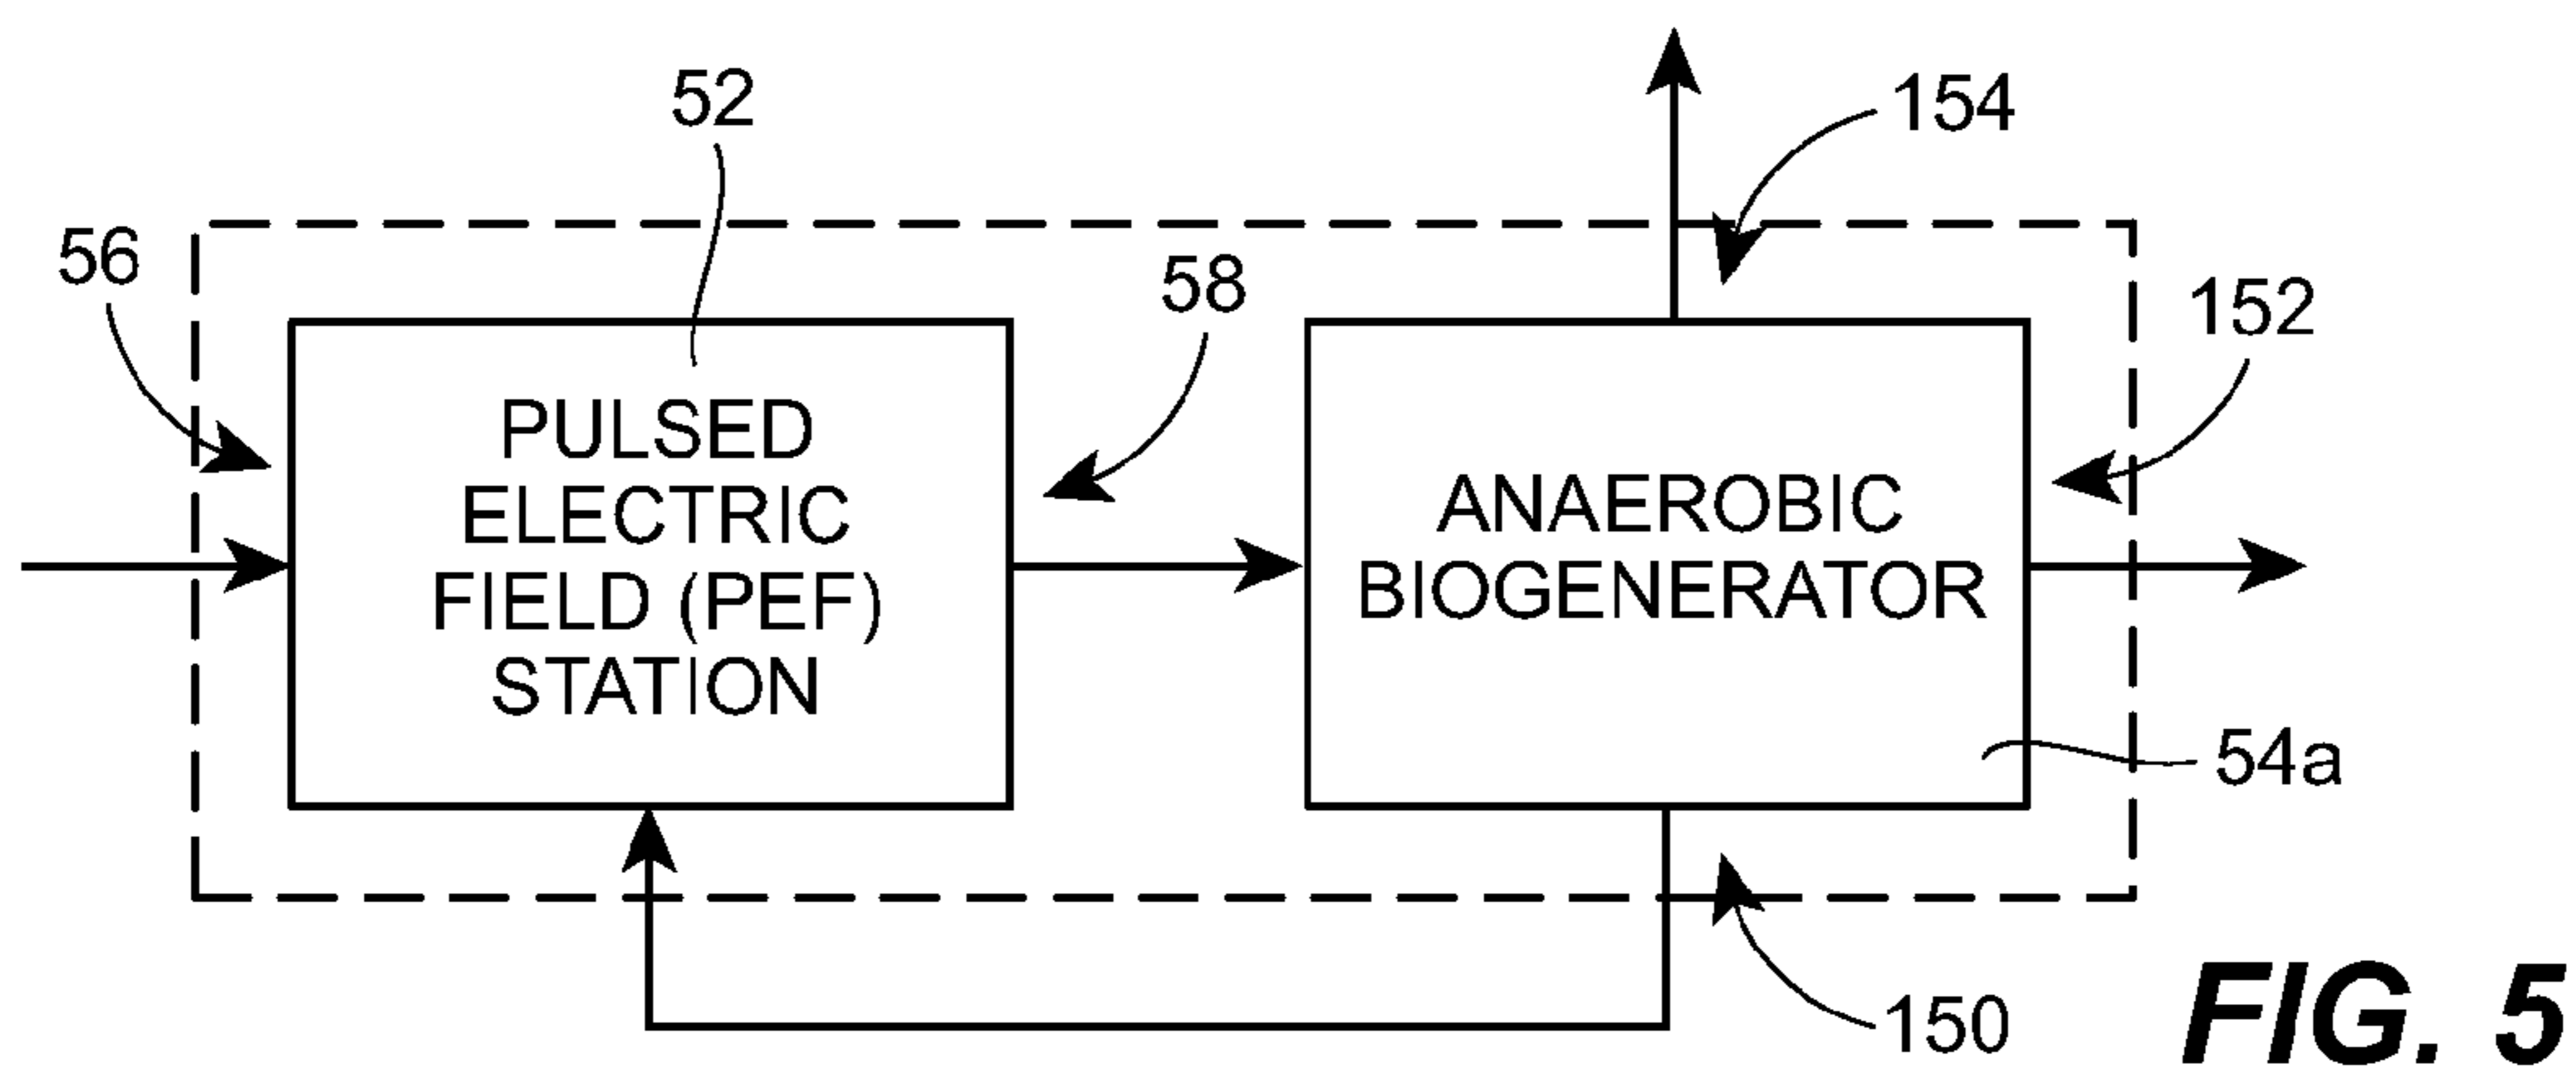 52
154
56
58
152
PULSED
ELECTRIC
FIELD (PEF)
STATION
ANAEROBIC
BIOGENERATOR
54a
150
FIG. 5